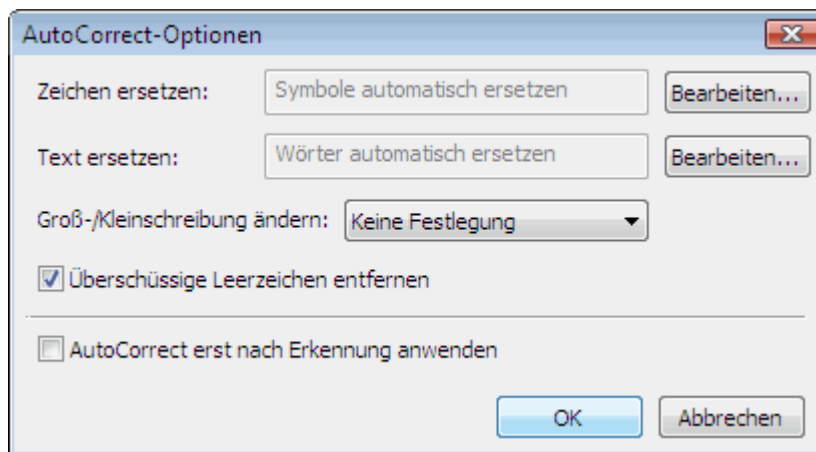 AutoCorrect-Optionen
Zeichen ersetzen: Symbole automatisch ersetzen Bearbeiten...
Text ersetzen: Wörter automatisch ersetzen Bearbeiten...
Groß-/Kleinschreibung ändern: Keine Festlegung
Überschüssige Leerzeichen entfernen
AutoCorrect erst nach Erkennung anwenden
OK Abbrechen